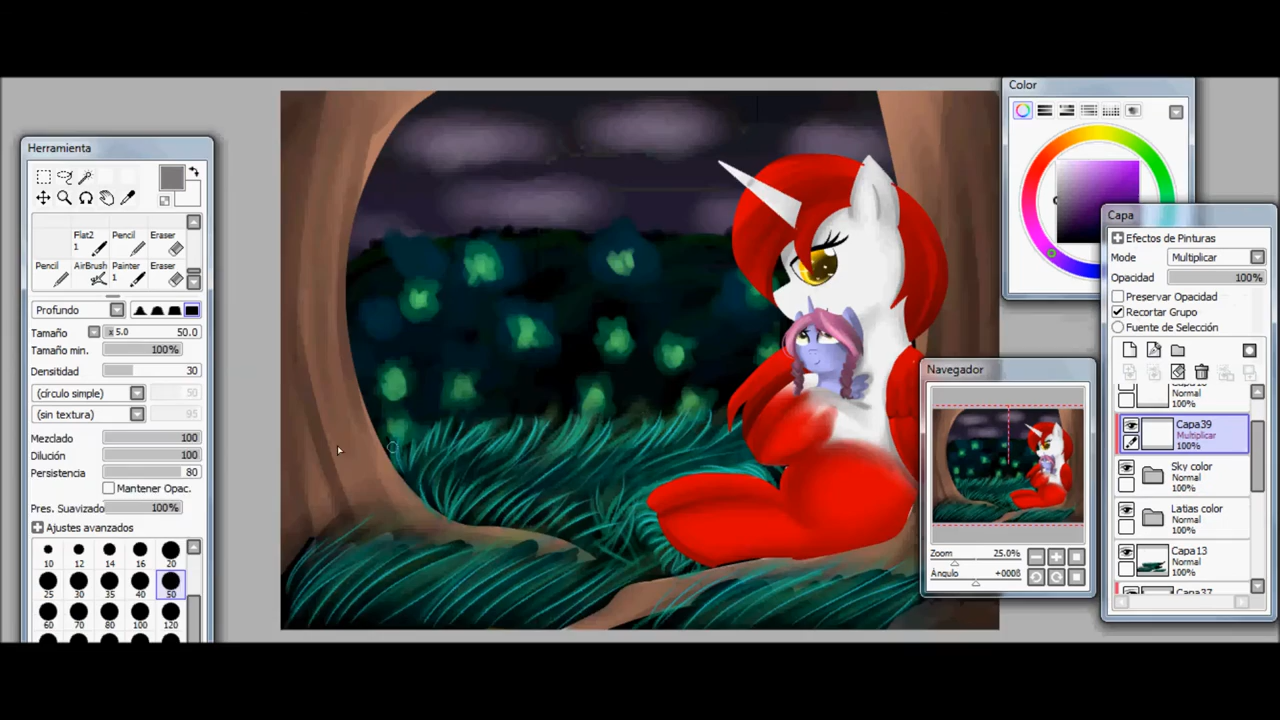 Herramienta
Flat2 Pencil Eraser
1
Pencil AirBrush Painter Eraser
1
Profundo
Tamaño x 5.0 50.0
Tamaño min. 100%
Densitidad 30
(círculo simple) 50
(sin textura) 95
Mezclado 100
Dilución 100
Persistencia 80
Mantener Opac.
Pres. Suavizado 100%
Ajustes avanzados
10 12 14 16 20
25 30 35 40 50
60 70 80 100 120
Color
Navegador
Zoom 25.0%
Ángulo +0008
Capa
Efectos de Pinturas
Modo Multiplicar
Opacidad 100%
Preservar Opacidad
Recortar Grupo
Fuente de Selección
Normal
100%
Capa39
Multiplicar
100%
Sky color
Normal
100%
Latias color
Normal
100%
Capa13
Normal
100%
Capa37